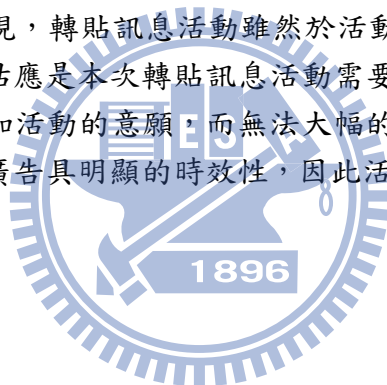 見，轉貼訊息活動雖然於活動
占應是本次轉貼訊息活動需要
加活動的意願，而無法大幅的
廣告具明顯的時效性，因此活
E S
1896